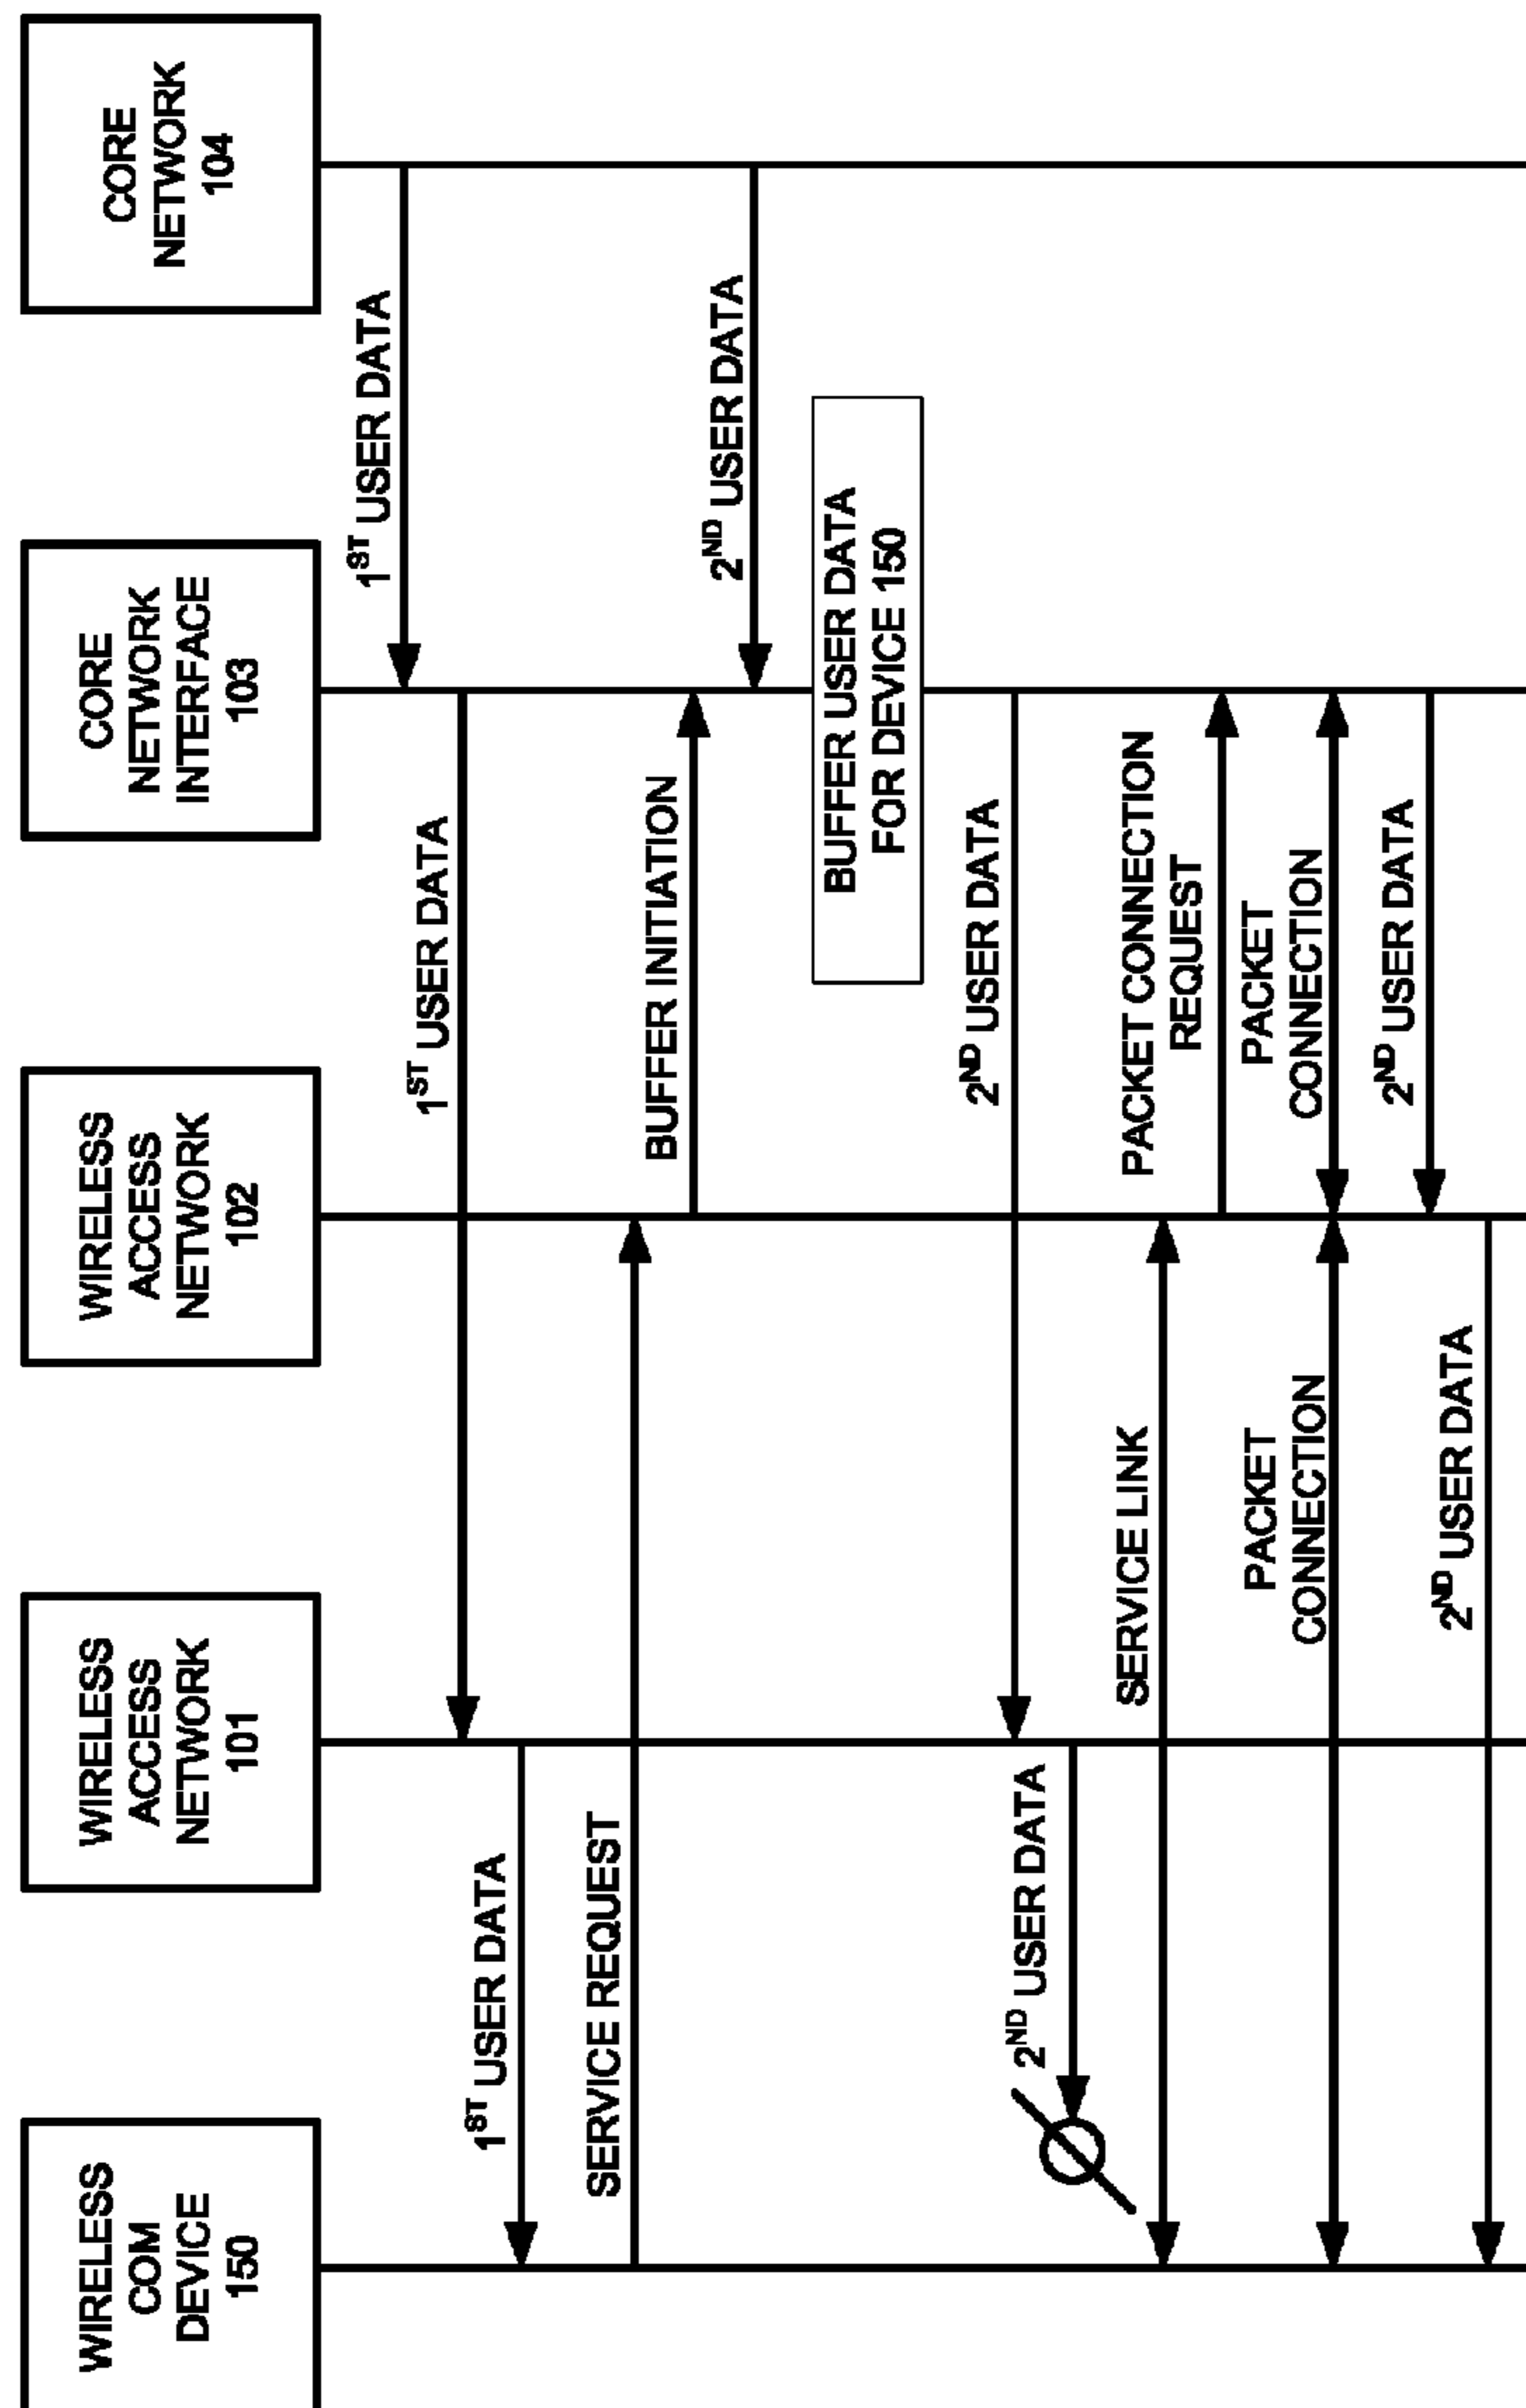 WIRELESS
COM
DEVICE
150
WIRELESS
ACCESS
NETWORK
101
WIRELESS
ACCESS
NETWORK
102
CORE
NETWORK
INTERFACE
103
CORE
NETWORK
104
1ST USER DATA
1ST USER DATA
1ST USER DATA
SERVICE REQUEST
BUFFER INITIATION
2ND USER DATA
BUFFER USER DATA
FOR DEVICE 150
2ND USER DATA
2ND USER DATA
SERVICE LINK
PACKET CONNECTION
REQUEST
PACKET
CONNECTION
PACKET
CONNECTION
2ND USER DATA
2ND USER DATA